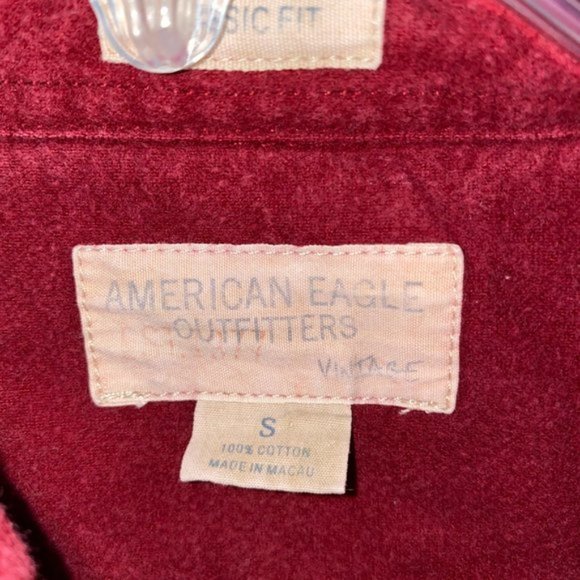 SIC FIT
AMERICAN EAGLE
OUTFITTERS
VINTAGE
S
100% COTTON
MADE IN MACAU